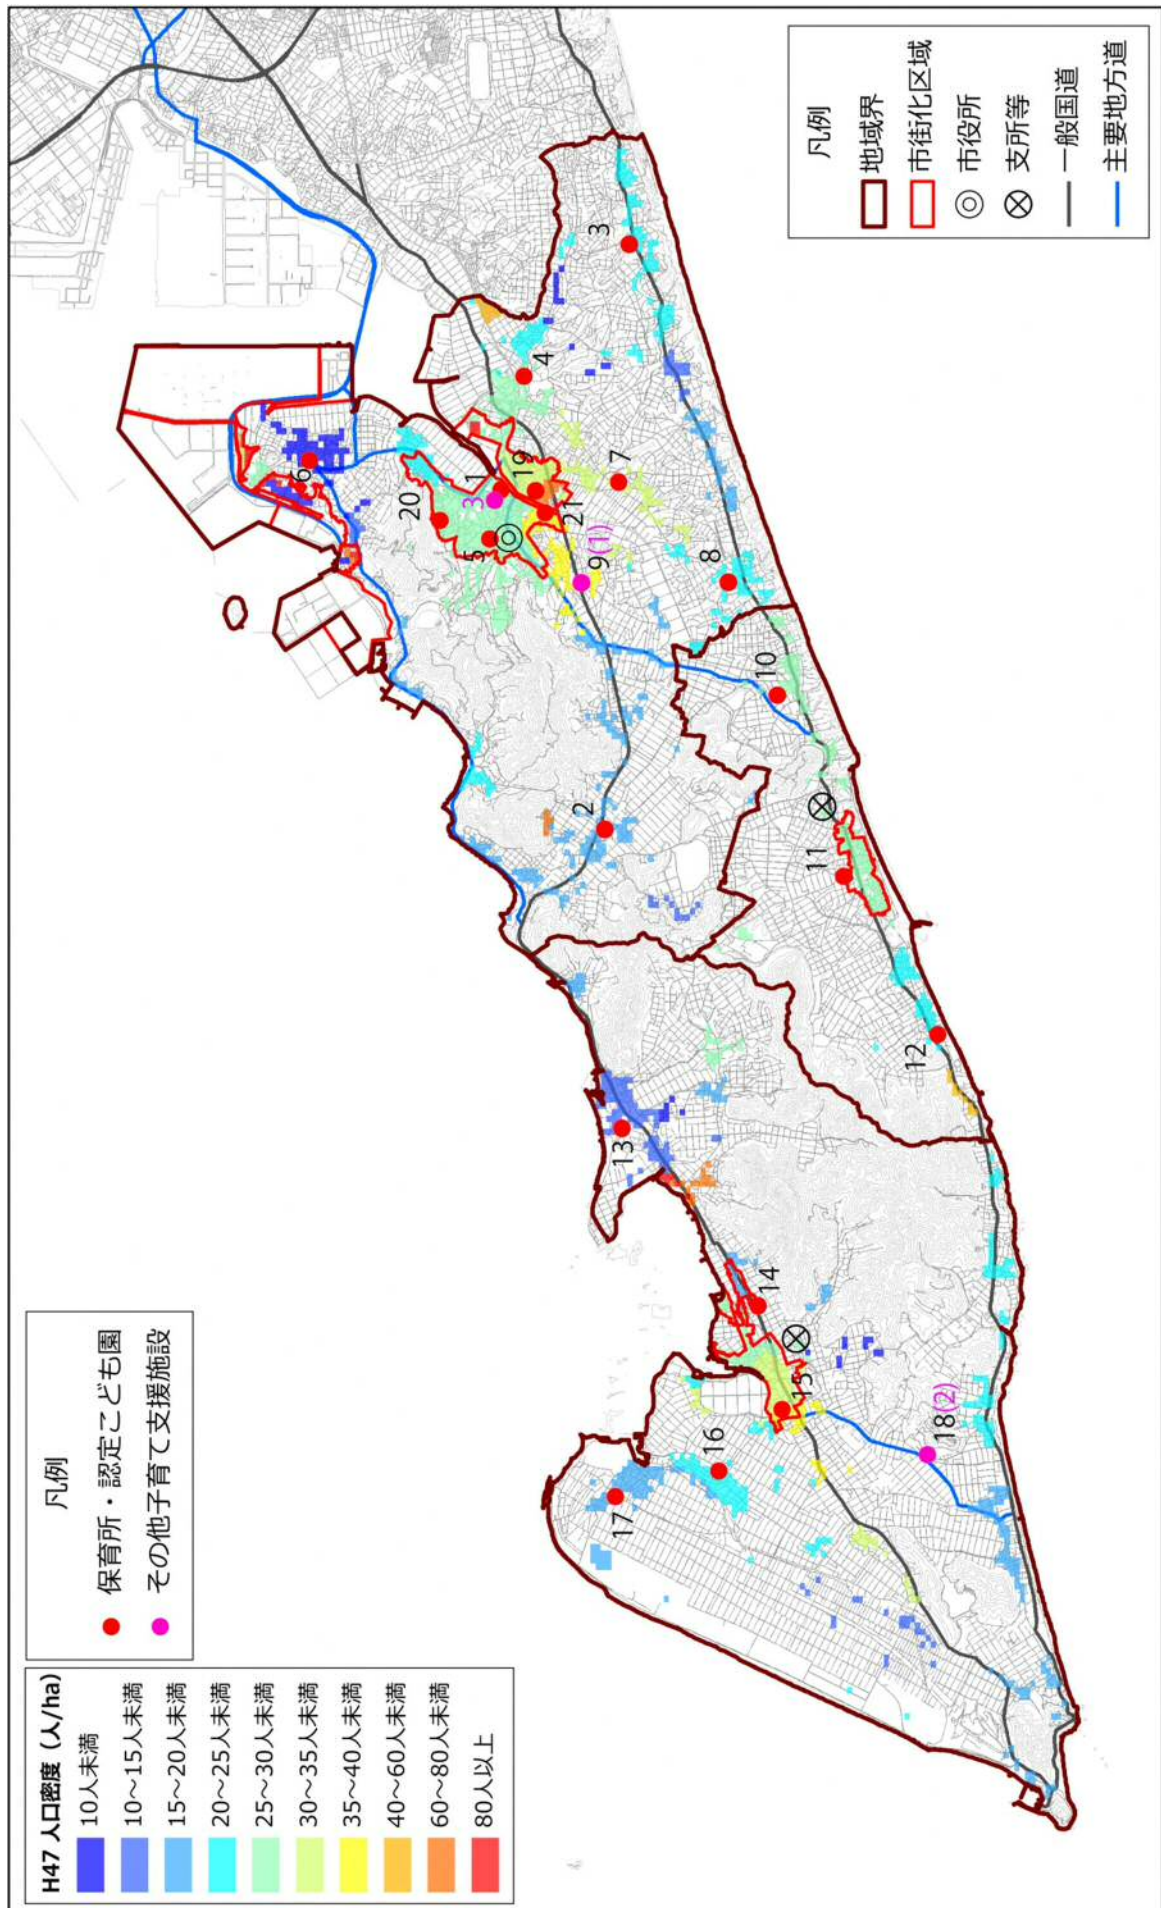 H47 人口密度（人/ha）
10人未満
10～15人未満
15～20人未満
20～25人未満
25～30人未満
30～35人未満
35～40人未満
40～60人未満
60～80人未満
80人以上
凡例
保育所・認定こども園
その他子育て支援施設
凡例
地域界
市街化区域
市役所
支所等
一般国道
主要地方道
17
16
15
14
18(2)
13
12
11
10
2
8
9(1)
7
21
19
1
3
5
20
6
4
3